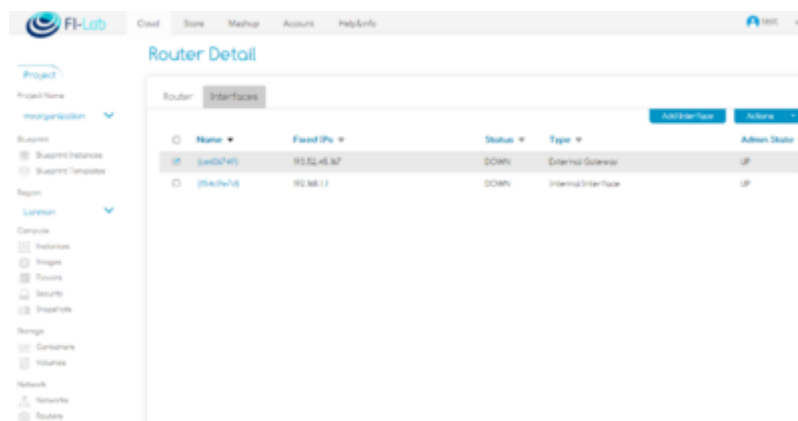 FI-Lab
Cloud Store Mashup Account Help&Info test
Router Detail
Project
Project Name
Router Interfaces
Add Interface Actions
Blueprint
Name Fixed IPs Status Type Admin State
Blueprint Instances
DOWN External Gateway UP
Blueprint Templates
192.168.1.1 DOWN Internal Interface UP
Region
Lannion
Compute
Instances
Images
Flavors
Security
Snapshots
Storage
Containers
Volumes
Network
Networks
Routers